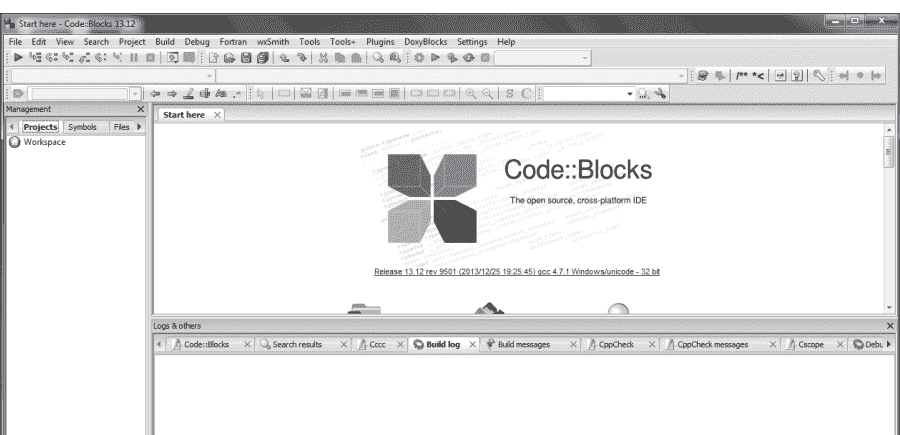 Start here - Code::Blocks 13.12
File Edit View Search Project Build Debug Fortran wxSmith Tools Tools+ Plugins DoxyBlocks Settings Help
/** *<
S C
Management
Start here
Projects Symbols Files
Workspace
Code::Blocks
The open source, cross-platform IDE
Release 13.12 rev 9501 (2013/12/25 19:25:45) gcc 4.7.1 Windows/unicode - 32 bit
Logs & others
Code::Blocks Search results Cccc Build log Build messages CppCheck CppCheck messages Cscope Debu